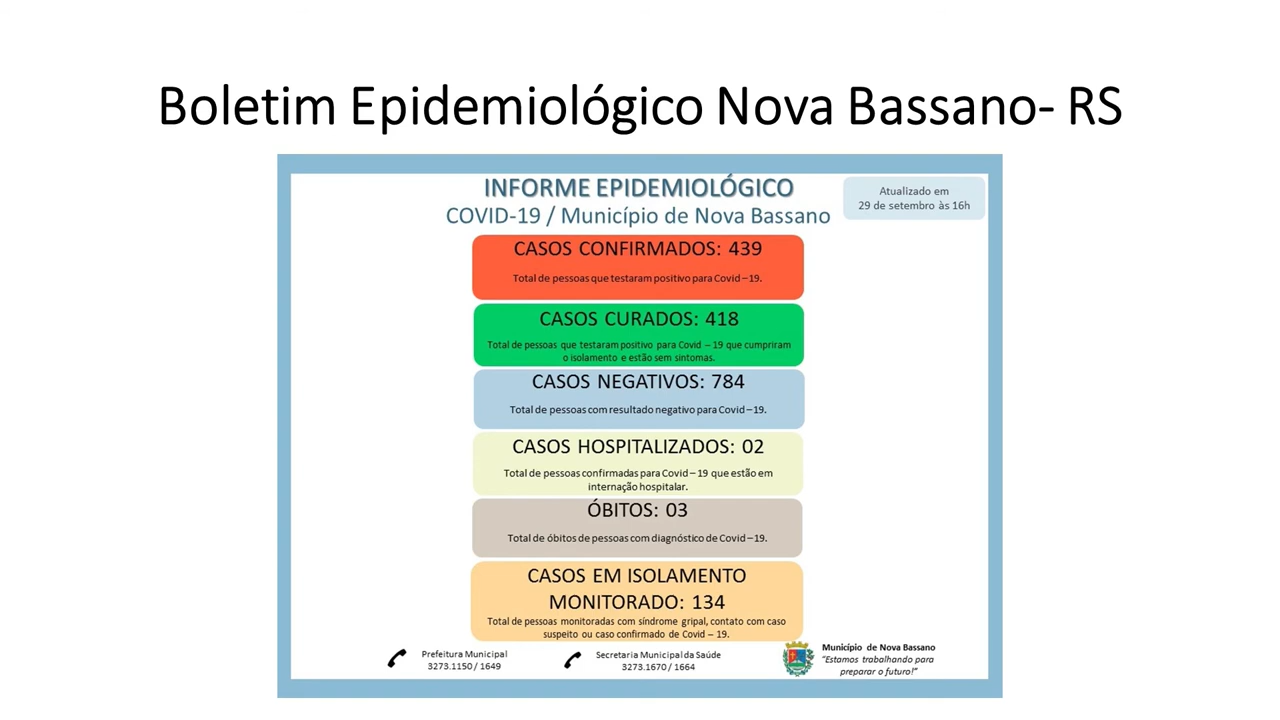 Boletim Epidemiológico Nova Bassano- RS
INFORME EPIDEMIOLÓGICO
COVID-19 / Município de Nova Bassano
Atualizado em
29 de setembro às 16h
CASOS CONFIRMADOS: 439
Total de pessoas que testaram positivo para Covid – 19.
CASOS CURADOS: 418
Total de pessoas que testaram positivo para Covid – 19 que cumpriram
o isolamento e estão sem sintomas.
CASOS NEGATIVOS: 784
Total de pessoas com resultado negativo para Covid – 19.
CASOS HOSPITALIZADOS: 02
Total de pessoas confirmadas para Covid – 19 que estão em
internação hospitalar.
ÓBITOS: 03
Total de óbitos de pessoas com diagnóstico de Covid – 19.
CASOS EM ISOLAMENTO
MONITORADO: 134
Total de pessoas monitoradas com síndrome gripal, contato com caso
suspeito ou caso confirmado de Covid – 19.
Prefeitura Municipal
3273.1150 / 1649
Secretaria Municipal da Saúde
3273.1670 / 1664
Município de Nova Bassano
“Estamos trabalhando para
preparar o futuro!”